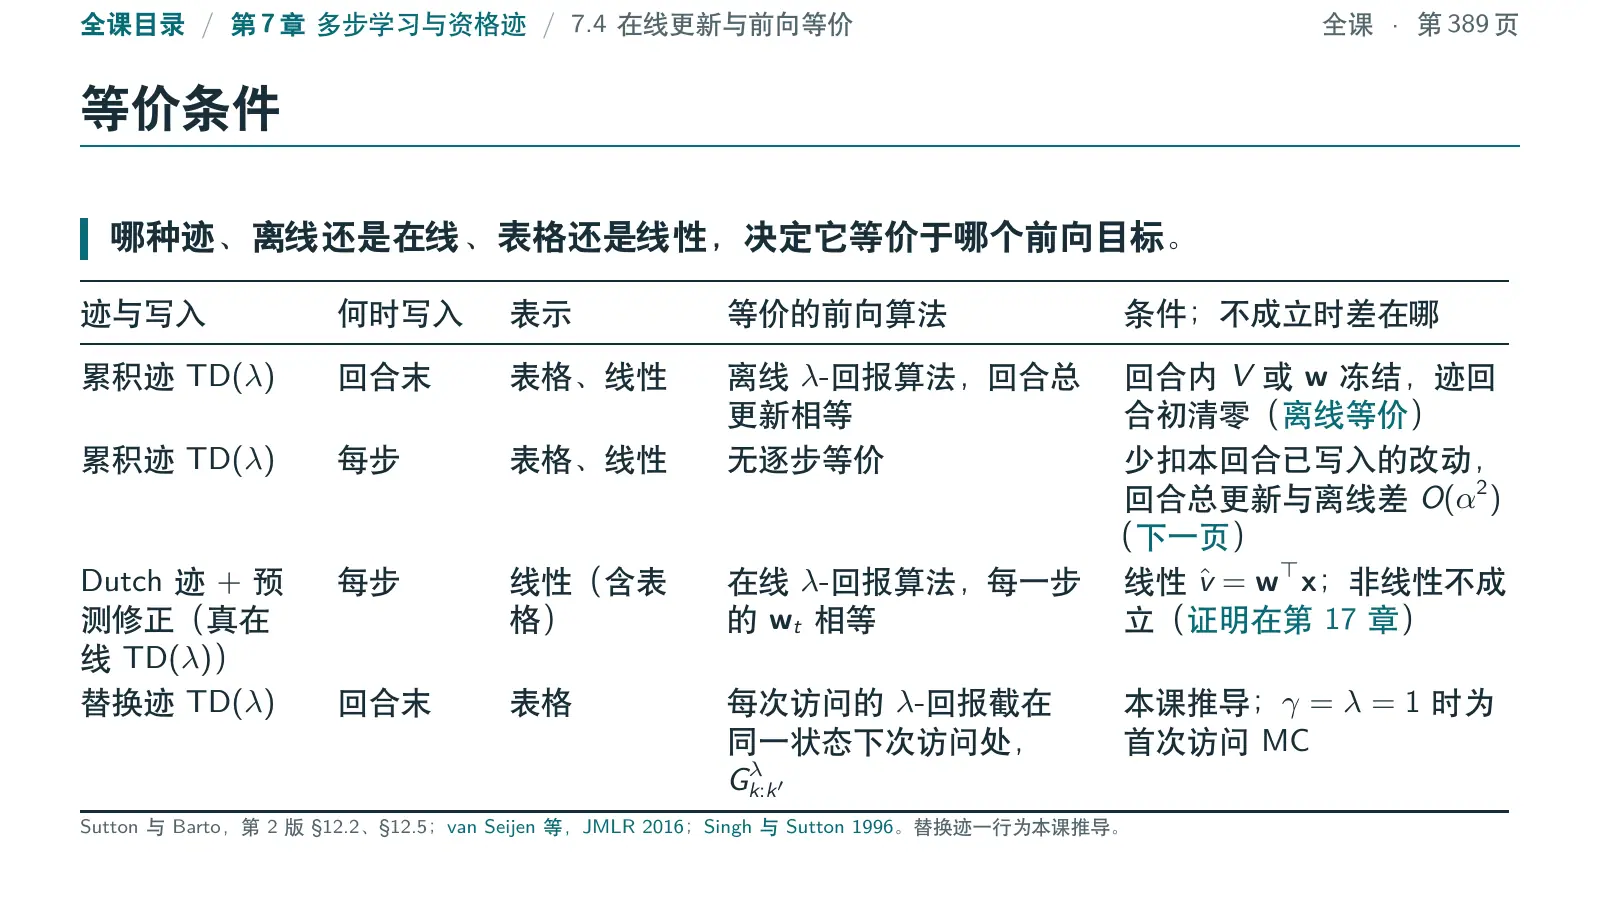 全课目录 / 第 7 章 多步学习与资格迹 / 7.4 在线更新与前向等价
全课 · 第 389 页
等价条件
哪种迹、离线还是在线、表格还是线性，决定它等价于哪个前向目标。
迹与写入 何时写入 表示 等价的前向算法 条件；不成立时差在哪
累积迹 TD(λ) 回合末 表格、线性 离线 λ-回报算法，回合总 回合内 V 或 w 冻结，迹回
更新相等 合初清零（离线等价）
累积迹 TD(λ) 每步 表格、线性 无逐步等价 少扣本回合已写入的改动，
回合总更新与离线差 O(α²)
（下一页）
Dutch 迹 + 预 每步 线性（含表 在线 λ-回报算法，每一步 线性 v̂ = w⊤x；非线性不成
测修正（真在 格） 的 wₜ 相等 立（证明在第 17 章）
线 TD(λ)）
替换迹 TD(λ) 回合末 表格 每次访问的 λ-回报截在 本课推导；γ = λ = 1 时为
同一状态下次访问处， 首次访问 MC
G^λ_{k:k′}
Sutton 与 Barto，第 2 版 §12.2、§12.5；van Seijen 等，JMLR 2016；Singh 与 Sutton 1996。替换迹一行为本课推导。